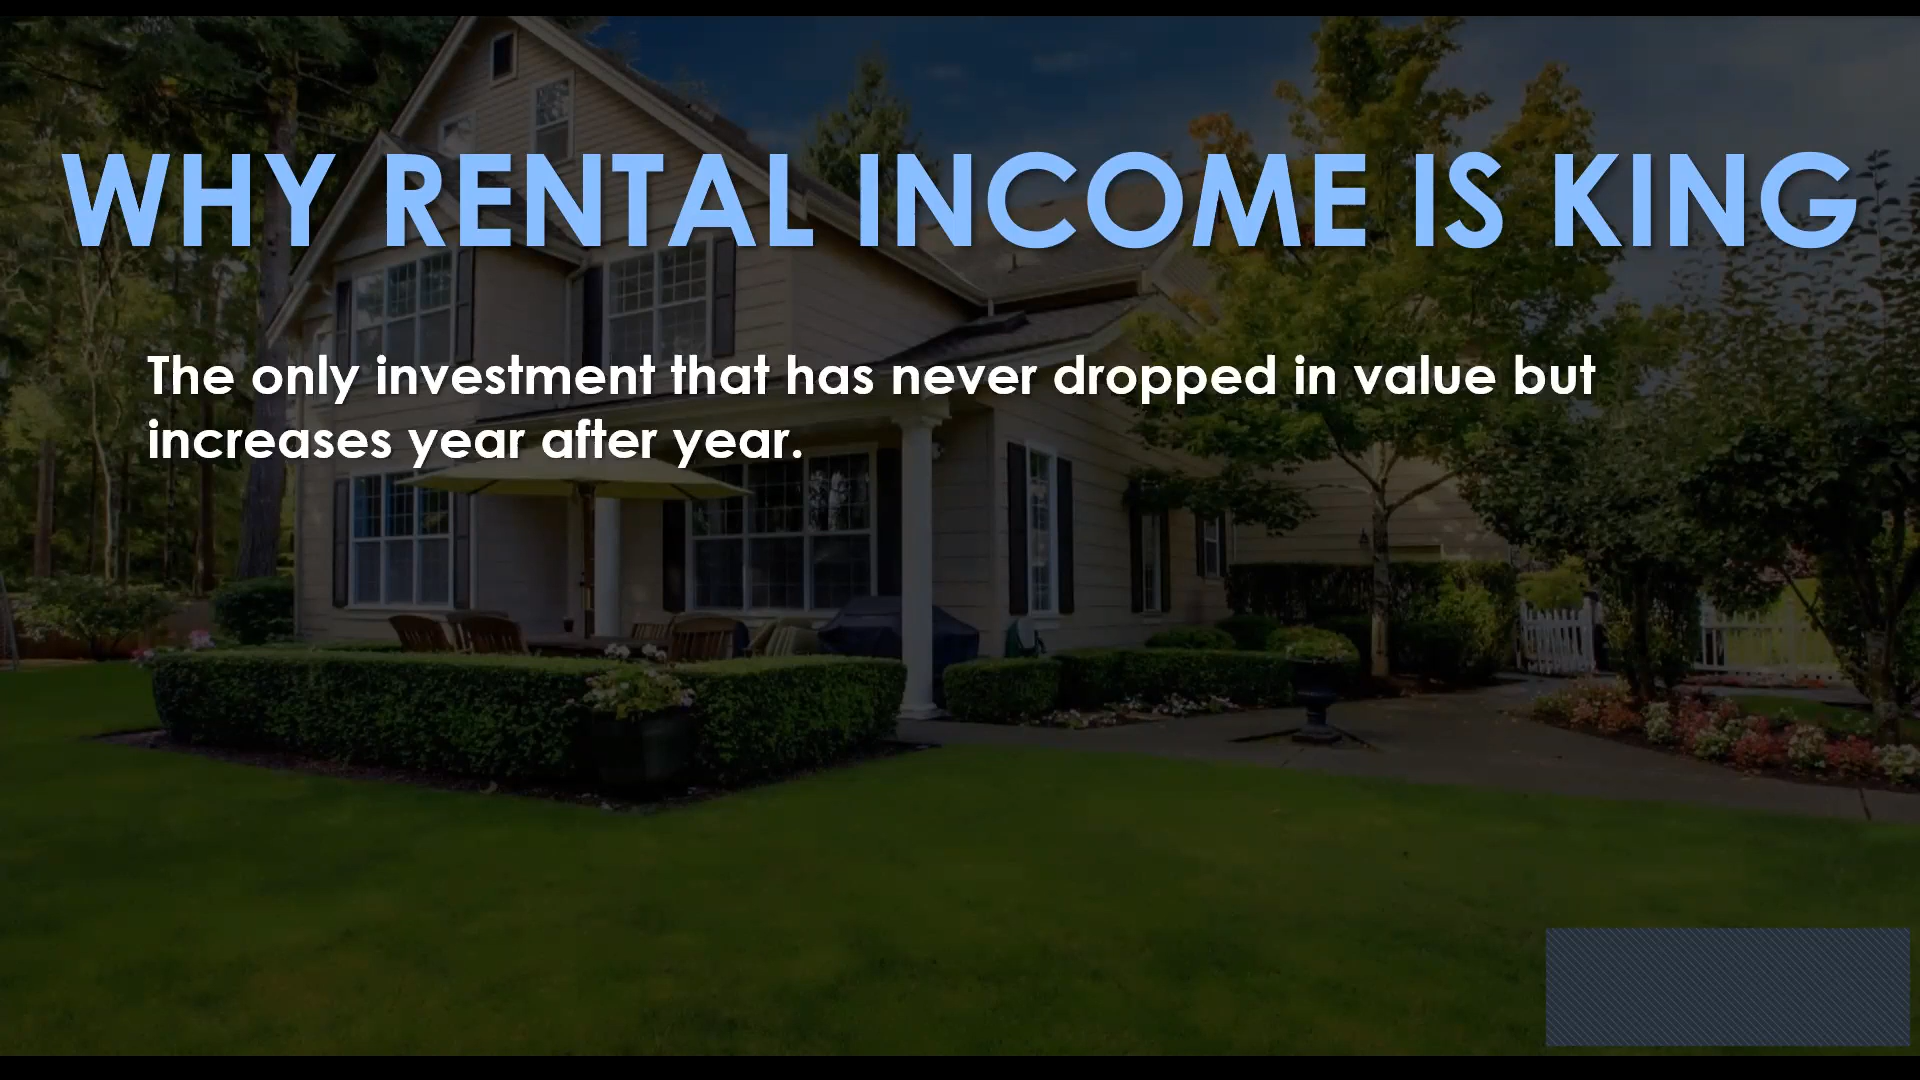 WHY RENTAL INCOME IS KING
The only investment that has never dropped in value but
increases year after year.